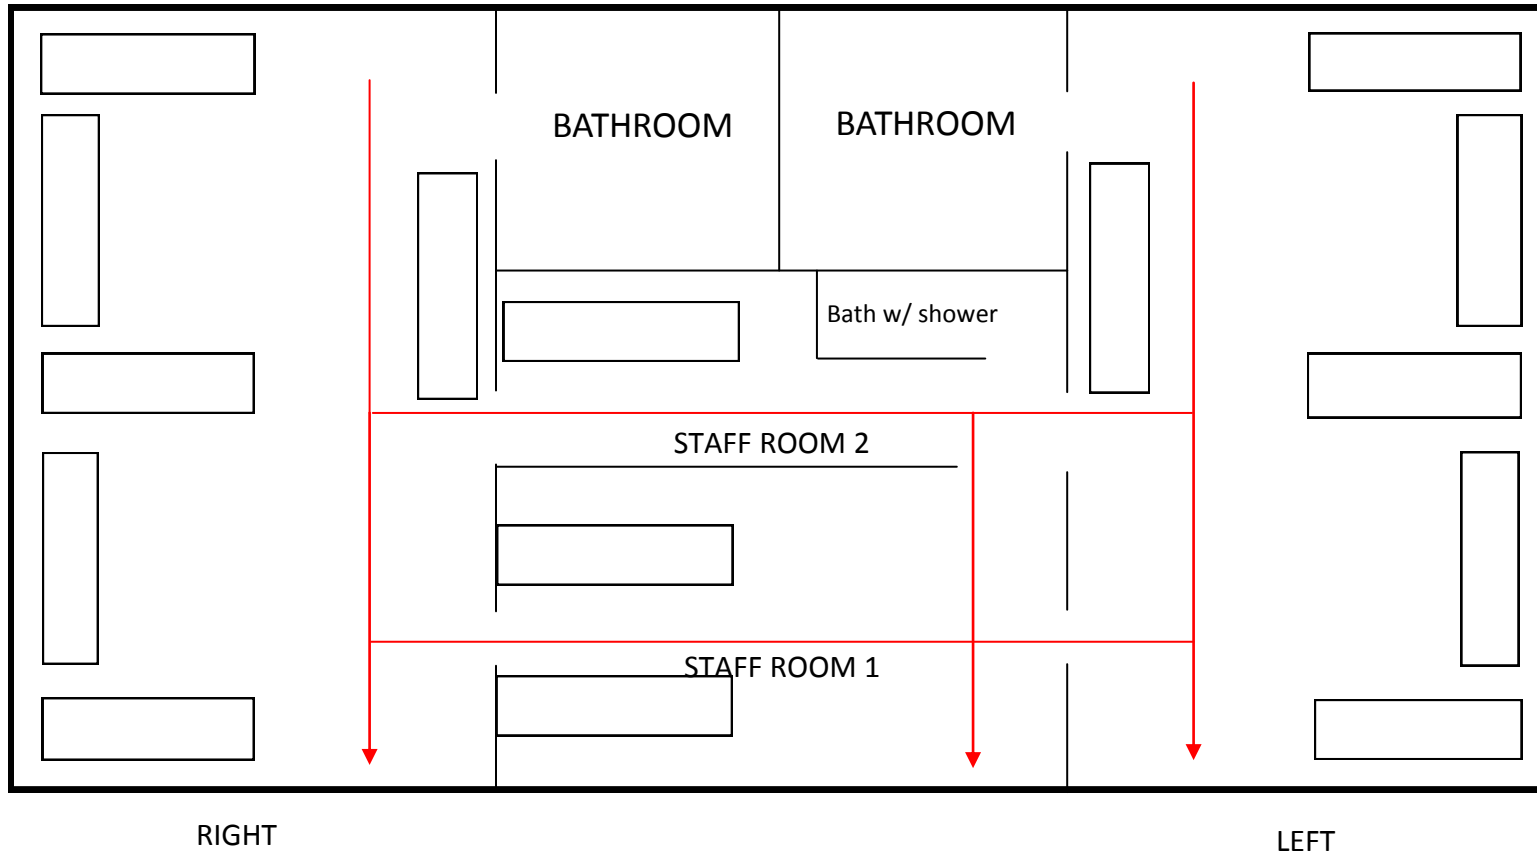 BATHROOM
BATHROOM
Bath w/ shower
STAFF ROOM 2
STAFF ROOM 1
RIGHT
LEFT